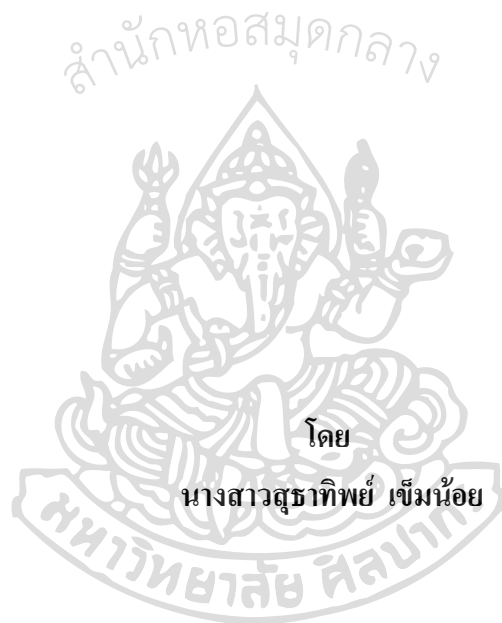 สำนักหอสมุดกลาง
โดย
นางสาวสุธาทิพย์ เข็มน้อย
มหาวิทยาลัย ศิลปากร